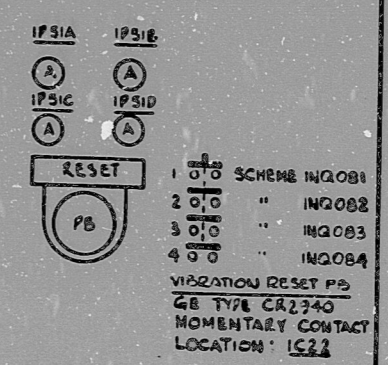 IPSIA IPSIB
A A
IPSIC IPSID
A A
RESET
PB
1 SCHEME INQ081
2 " INQ082
3 " INQ083
4 " INQ084
VIBRATION RESET PB
GE TYPE CR2940
MOMENTARY CONTACT
LOCATION: IC22